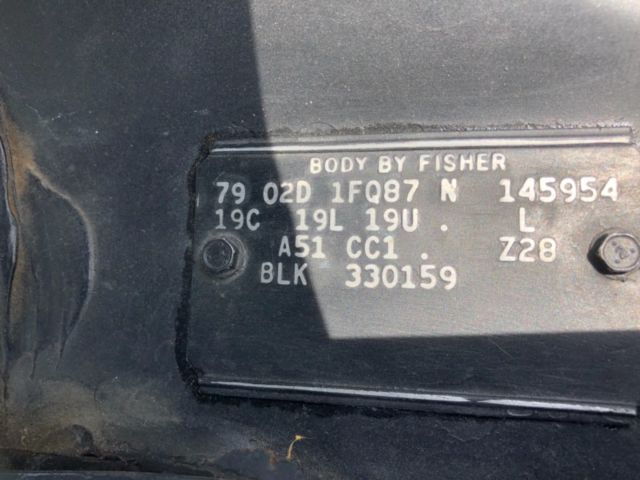 BODY BY FISHER
79 02D 1FQ87 N 145954
19C 19L 19U . L
A51 CC1 . Z28
BLK 330159